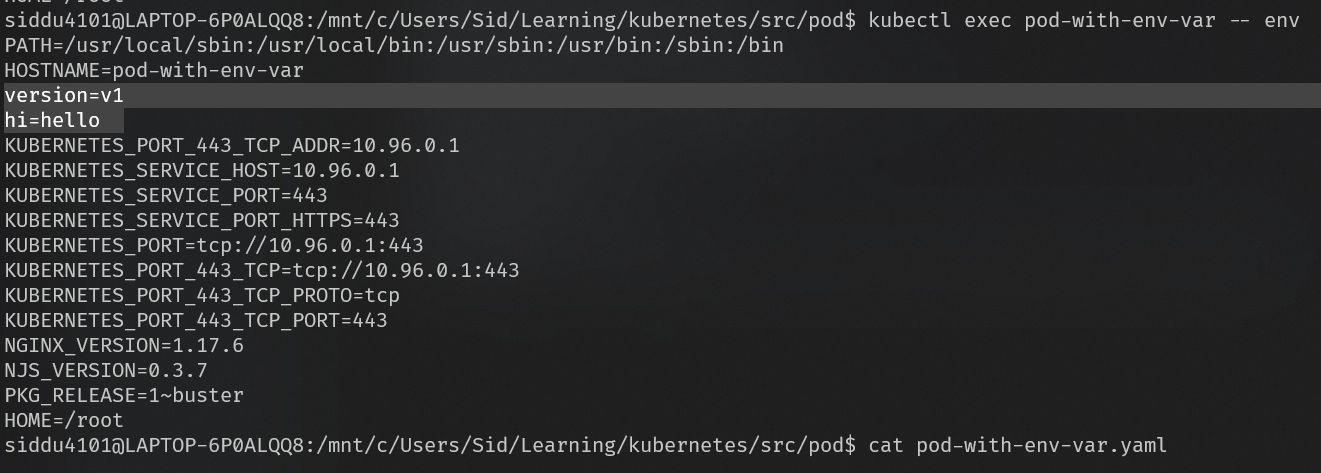 siddu4101@LAPTOP-6P0ALQQ8:/mnt/c/Users/Sid/Learning/kubernetes/src/pod$ kubectl exec pod-with-env-var -- env
PATH=/usr/local/sbin:/usr/local/bin:/usr/sbin:/usr/bin:/sbin:/bin
HOSTNAME=pod-with-env-var
version=v1
hi=hello
KUBERNETES_PORT_443_TCP_ADDR=10.96.0.1
KUBERNETES_SERVICE_HOST=10.96.0.1
KUBERNETES_SERVICE_PORT=443
KUBERNETES_SERVICE_PORT_HTTPS=443
KUBERNETES_PORT=tcp://10.96.0.1:443
KUBERNETES_PORT_443_TCP=tcp://10.96.0.1:443
KUBERNETES_PORT_443_TCP_PROTO=tcp
KUBERNETES_PORT_443_TCP_PORT=443
NGINX_VERSION=1.17.6
NJS_VERSION=0.3.7
PKG_RELEASE=1~buster
HOME=/root
siddu4101@LAPTOP-6P0ALQQ8:/mnt/c/Users/Sid/Learning/kubernetes/src/pod$ cat pod-with-env-var.yaml